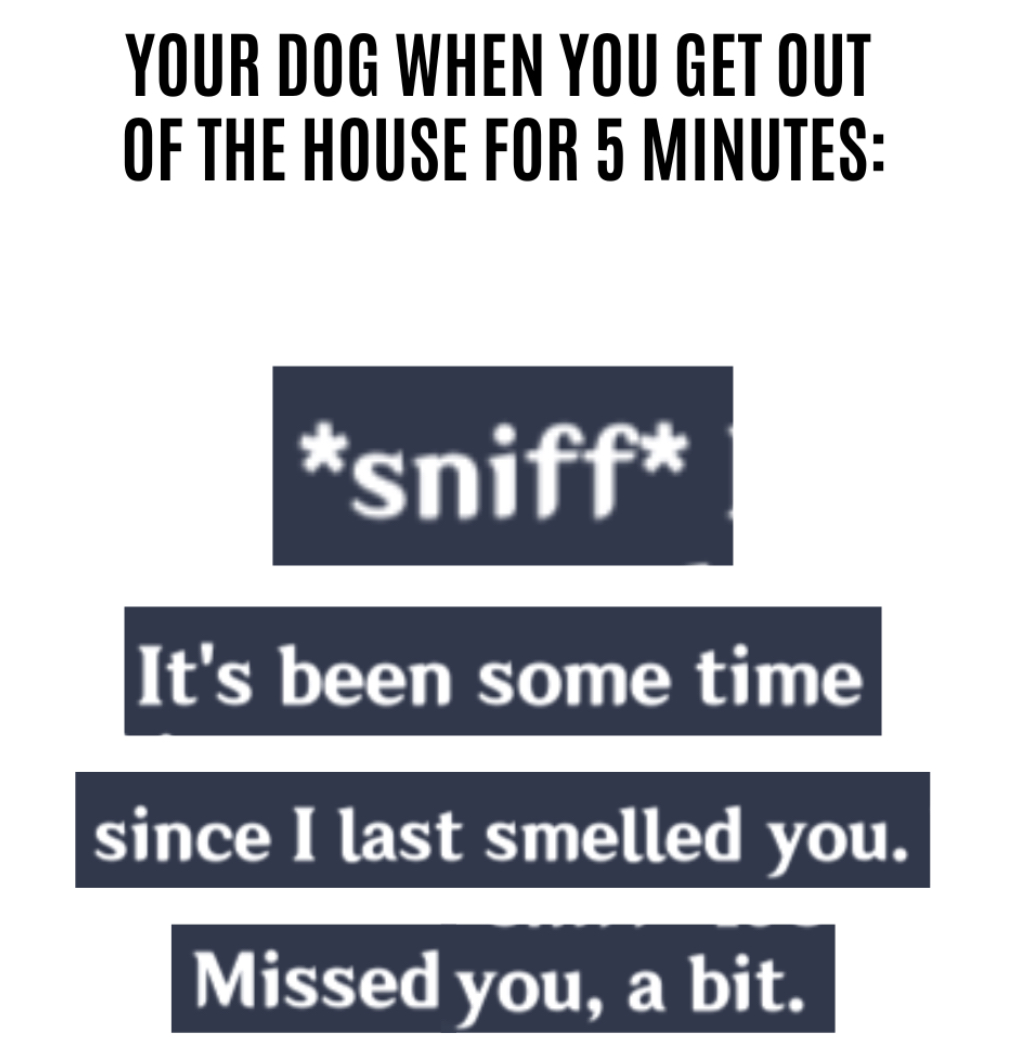 YOUR DOG WHEN YOU GET OUT
OF THE HOUSE FOR 5 MINUTES:
*sniff*
It's been some time
since I last smelled you.
Missed you, a bit.